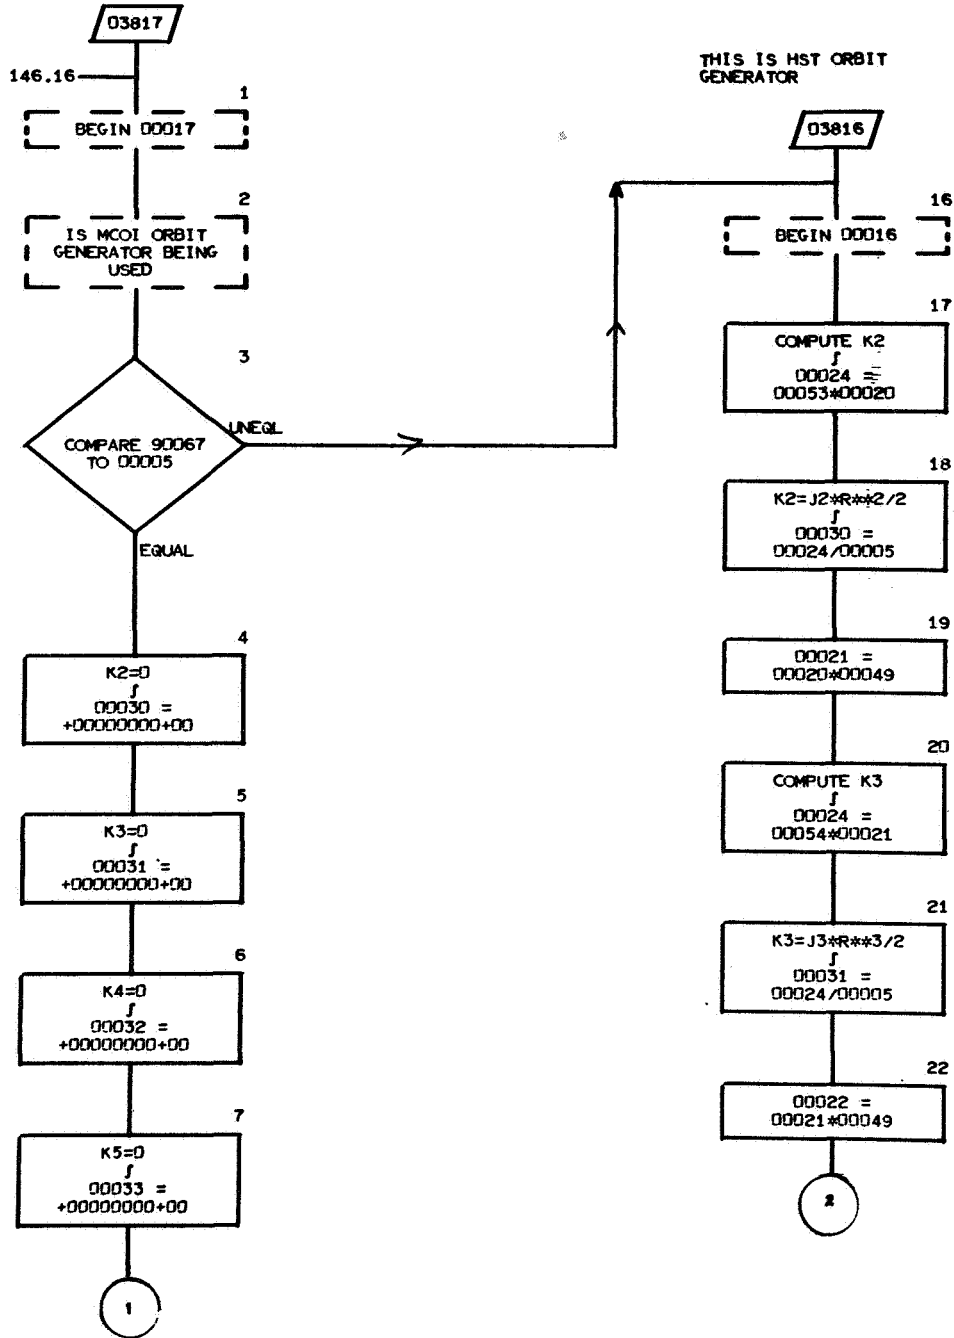 03817
146.16
1
BEGIN 00017
2
IS MCOI ORBIT
GENERATOR BEING
USED
3
UNEQL
COMPARE 90067
TO 00005
EQUAL
4
K2=0
∫
00030 =
+00000000+00
5
K3=0
∫
00031 =
+00000000+00
6
K4=0
∫
00032 =
+00000000+00
7
K5=0
∫
00033 =
+00000000+00
1
THIS IS HST ORBIT
GENERATOR
03816
16
BEGIN 00016
17
COMPUTE K2
∫
00024 =
00053*00020
18
K2=J2*R**2/2
∫
00030 =
00024/00005
19
00021 =
00020*00049
20
COMPUTE K3
∫
00024 =
00054*00021
21
K3=J3*R**3/2
∫
00031 =
00024/00005
22
00022 =
00021*00049
2